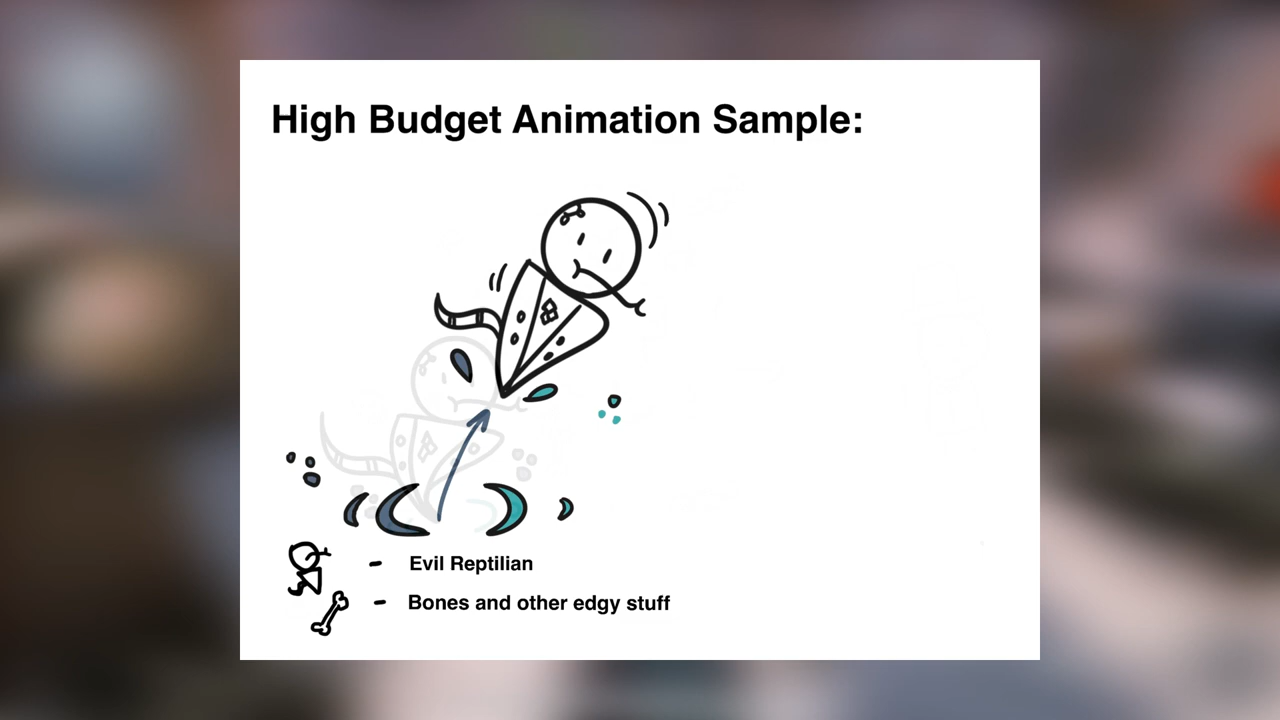 High Budget Animation Sample:
- Evil Reptilian
- Bones and other edgy stuff